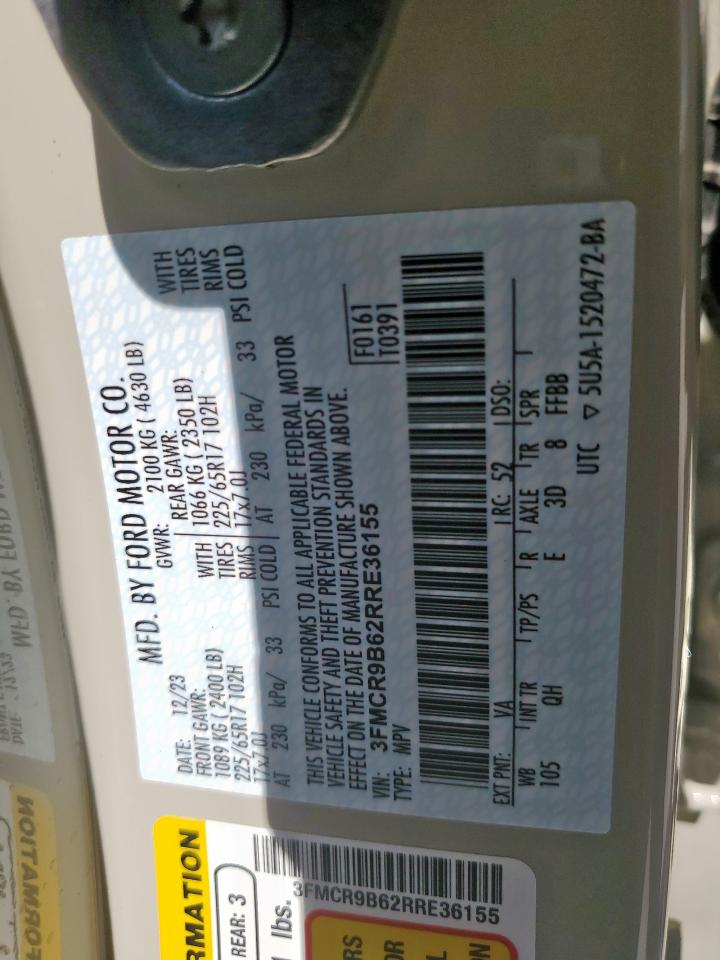 MFD. BY FORD MOTOR CO.
DATE: 12/23 GVWR: 2100 KG ( 4630 LB)
FRONT GAWR: REAR GAWR: WITH
1089 KG ( 2400 LB) WITH 1066 KG ( 2350 LB) TIRES
225/65R17 102H TIRES 225/65R17 102H RIMS
17x7.0J RIMS 17x7.0J
AT 230 kPa/ 33 PSI COLD AT 230 kPa/ 33 PSI COLD
THIS VEHICLE CONFORMS TO ALL APPLICABLE FEDERAL MOTOR
VEHICLE SAFETY AND THEFT PREVENTION STANDARDS IN
EFFECT ON THE DATE OF MANUFACTURE SHOWN ABOVE.
F0161
T0391
VIN: 3FMCR9B62RRE36155
TYPE: MPV
EXT PNT: VA RC: 52 DSO:
WB INT TR TP/PS R AXLE TR SPR
105 QH E 3D 8 FFBB
UTC ▽ 5U5A-1520472-BA
RMATION
REAR: 3
lbs.
3FMCR9B62RRE36155